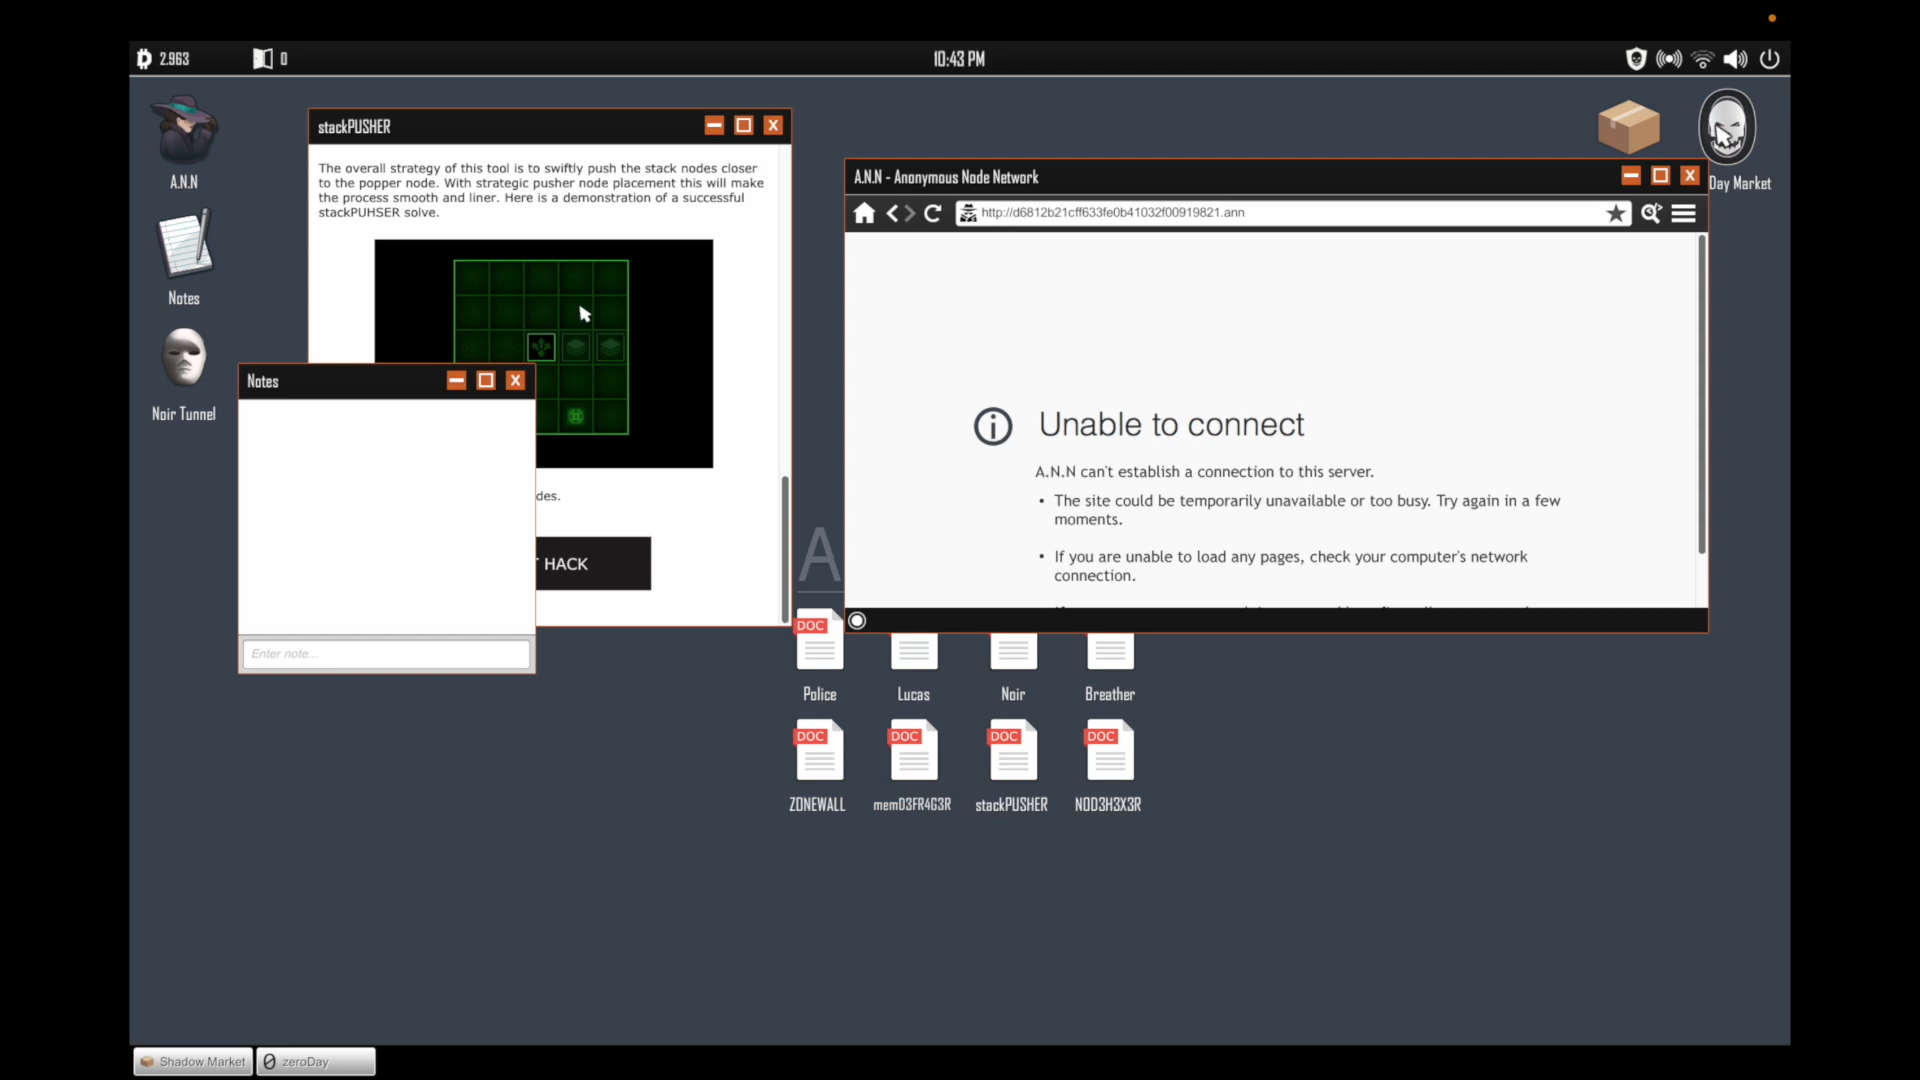 2.963
0
10:43 PM
A.N.N
Notes
Noir Tunnel
stackPUSHER
The overall strategy of this tool is to swiftly push the stack nodes closer
to the popper node. With strategic pusher node placement this will make
the process smooth and liner. Here is a demonstration of a successful
stackPUHSER solve.
des.
HACK
Notes
Enter note...
A.N.N - Anonymous Node Network
http://d6812b21cff633fe0b41032f00919821.ann
Unable to connect
A.N.N can't establish a connection to this server.
• The site could be temporarily unavailable or too busy. Try again in a few
moments.
• If you are unable to load any pages, check your computer's network
connection.
Day Market
A
DOC
Police
Lucas
Noir
Breather
DOC
DOC
DOC
DOC
ZONEWALL
memD3FR4G3R
stackPUSHER
NOD3H3X3R
Shadow Market
zeroDay